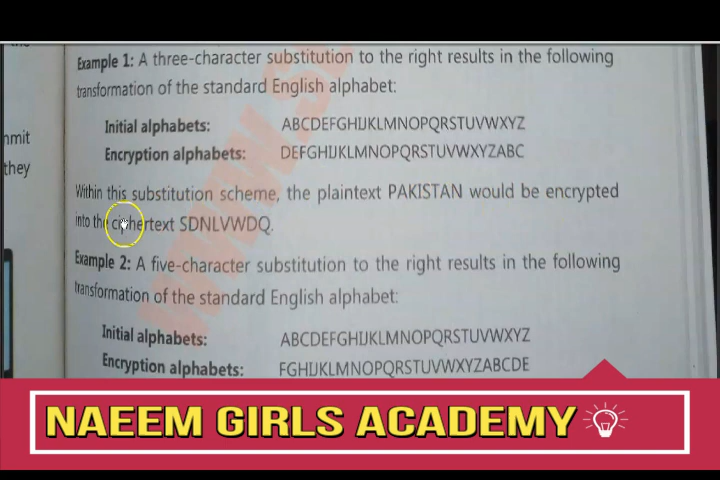 Example 1: A three-character substitution to the right results in the following
transformation of the standard English alphabet:
mmit
Initial alphabets: ABCDEFGHIJKLMNOPQRSTUVWXYZ
Encryption alphabets: DEFGHIJKLMNOPQRSTUVWXYZABC
they
Within this substitution scheme, the plaintext PAKISTAN would be encrypted
into the ciphertext SDNLVWDQ.
Example 2: A five-character substitution to the right results in the following
transformation of the standard English alphabet:
Initial alphabets: ABCDEFGHIJKLMNOPQRSTUVWXYZ
Encryption alphabets: FGHIJKLMNOPQRSTUVWXYZABCDE
NAEEM GIRLS ACADEMY